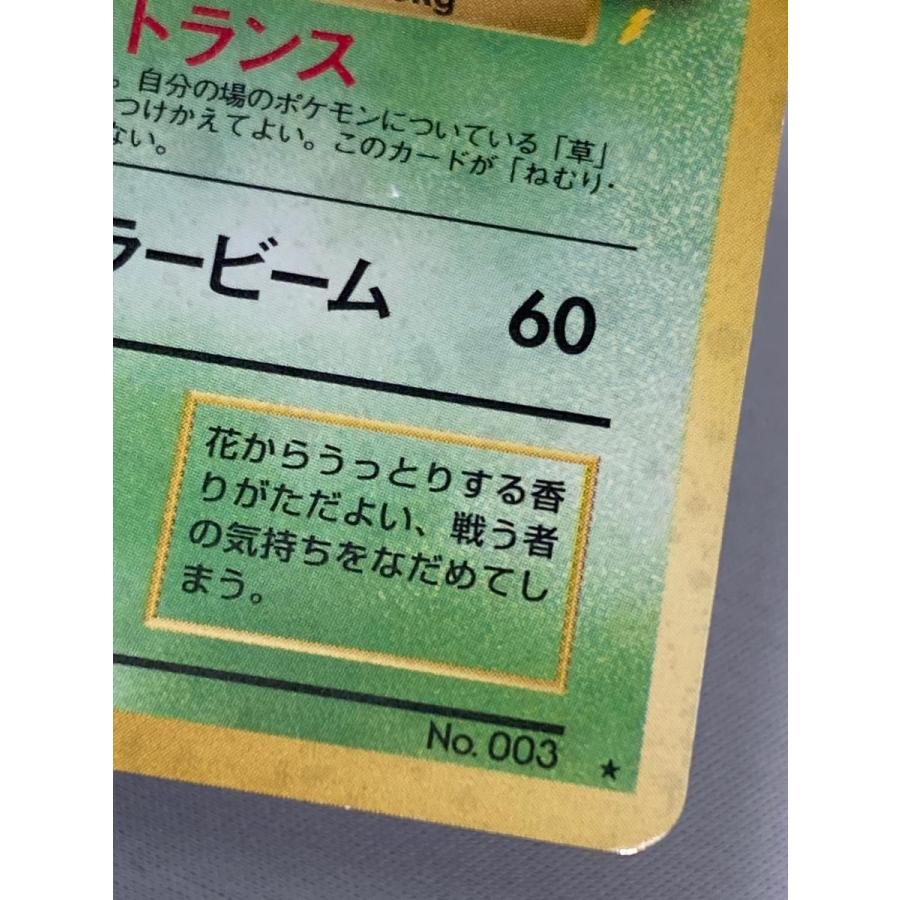 kg
トランス
。自分の場のポケモンについている「草」
つけかえてよい。このカードが「ねむり・
ない。
ラービーム 60
花からうっとりする香
りがただよい、戦う者
の気持ちをなだめてし
まう。
No. 003 ★